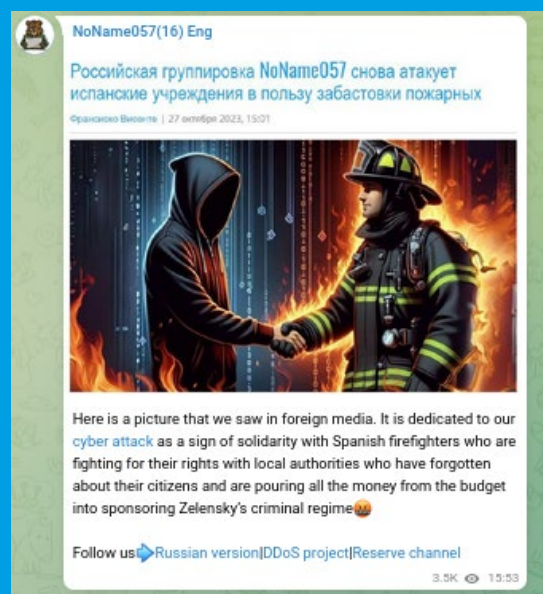 NoName057(16) Eng
Российская группировка NoName057 снова атакует
испанские учреждения в пользу забастовки пожарных
Франсиско Висенте | 27 октября 2023, 15:01
Here is a picture that we saw in foreign media. It is dedicated to our
cyber attack as a sign of solidarity with Spanish firefighters who are
fighting for their rights with local authorities who have forgotten
about their citizens and are pouring all the money from the budget
into sponsoring Zelensky's criminal regime🤬
Follow us➡️Russian version|DDoS project|Reserve channel
3.5K 15:53